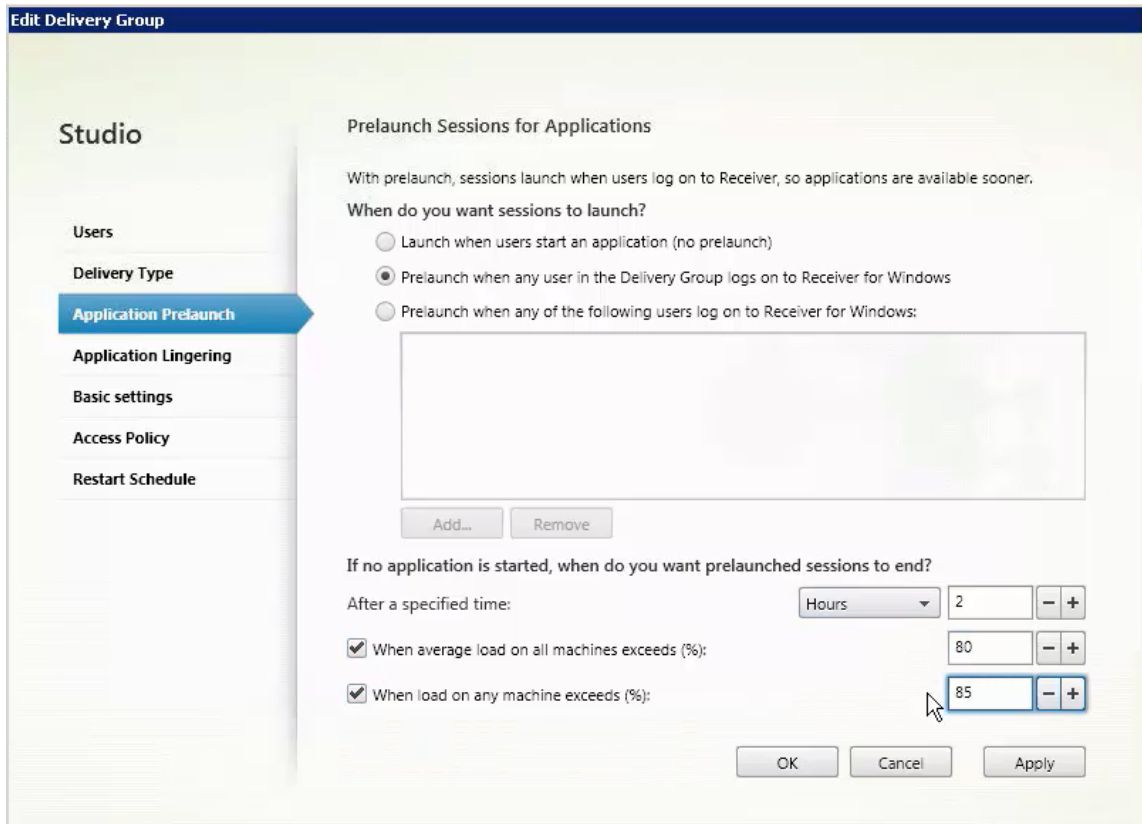 Edit Delivery Group
Studio
Users
Delivery Type
Application Prelaunch
Application Lingering
Basic settings
Access Policy
Restart Schedule
Prelaunch Sessions for Applications
With prelaunch, sessions launch when users log on to Receiver, so applications are available sooner.
When do you want sessions to launch?
Launch when users start an application (no prelaunch)
Prelaunch when any user in the Delivery Group logs on to Receiver for Windows
Prelaunch when any of the following users log on to Receiver for Windows:
Add... Remove
If no application is started, when do you want prelaunched sessions to end?
After a specified time: Hours 2 − +
When average load on all machines exceeds (%): 80 − +
When load on any machine exceeds (%): 85 − +
OK Cancel Apply